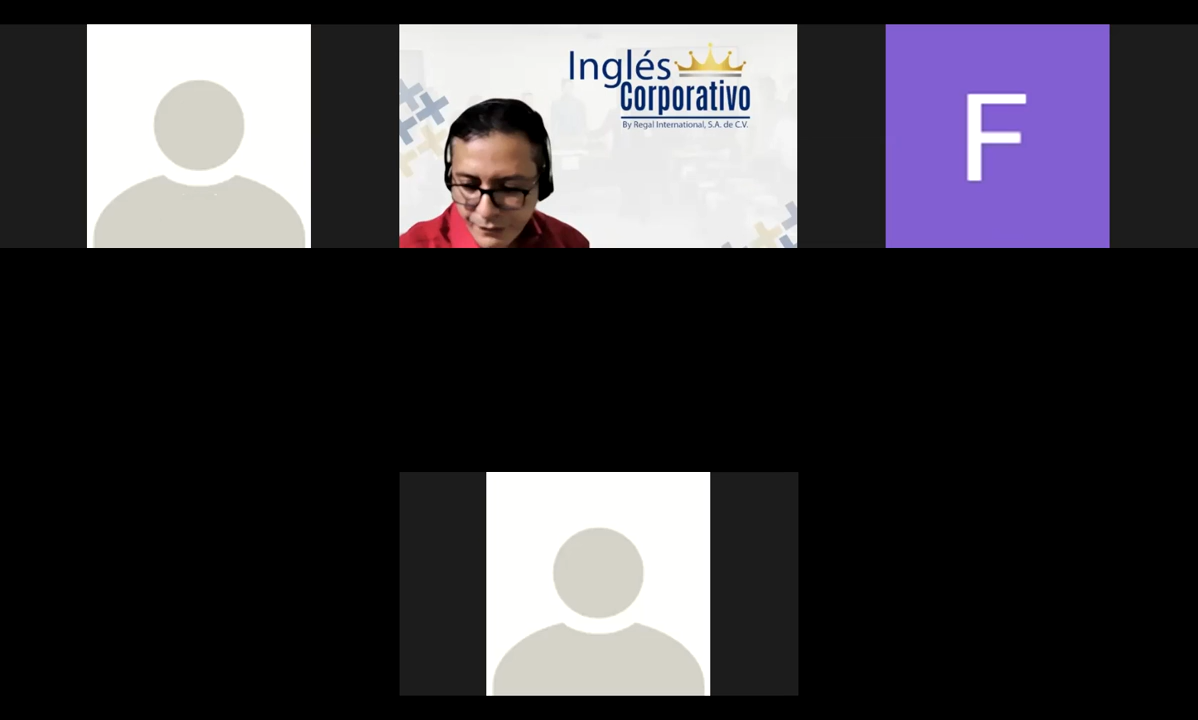 Inglés
Corporativo
By Regal International, S.A. de C.V.
F